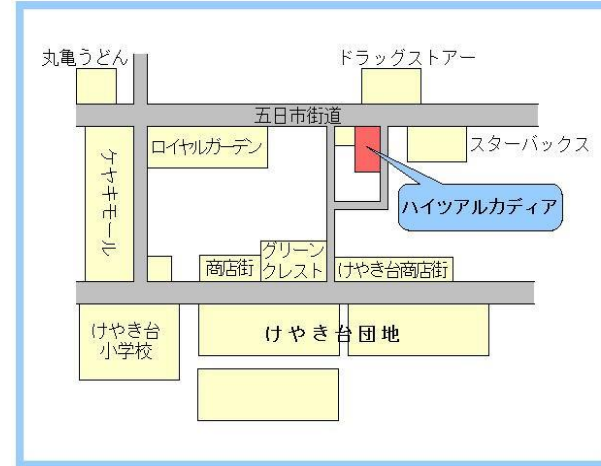 丸亀うどん
ドラッグストアー
五日市街道
ロイヤルガーデン
スターバックス
ケヤキモール
ハイツアルカディア
グリーン
クレスト
商店街
けやき台商店街
けやき台
小学校
けやき台団地